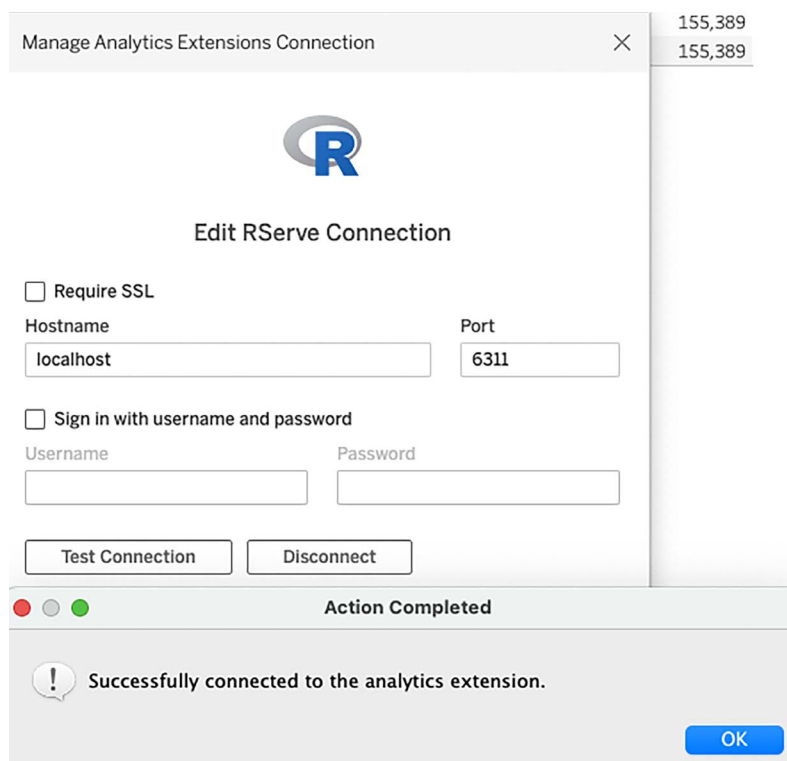 Manage Analytics Extensions Connection
155,389
155,389
R
Edit RServe Connection
Require SSL
Hostname Port
localhost 6311
Sign in with username and password
Username Password
Test Connection Disconnect
Action Completed
! Successfully connected to the analytics extension.
OK